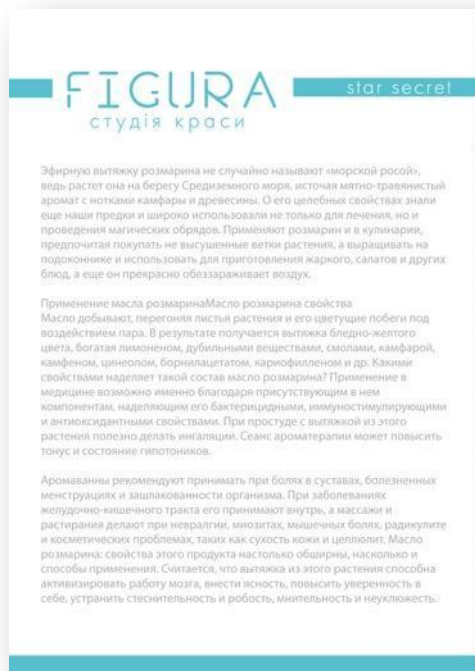 FIGURA
star secret
студія краси
Эфирную вытяжку розмарина не случайно называют «морской росой»,
ведь растет она на берегу Средиземного моря, источая мятно-травянистый
аромат с нотками камфары и древесины. О его целебных свойствах знали
еще наши предки и широко использовали не только для лечения, но и
проведения магических обрядов. Применяют розмарин и в кулинарии,
предпочитая покупать не высушенные ветки растения, а выращивать на
подоконнике и использовать для приготовления жаркого, салатов и других
блюд, а еще он прекрасно обеззараживает воздух.
Применение масла розмаринаМасло розмарина свойства
Масло добывают, перегоняя листья растения и его цветущие побеги под
воздействием пара. В результате получается вытяжка бледно-желтого
цвета, богатая лимоненом, дубильными веществами, смолами, камфарой,
камфеном, цинеолом, борнилацетатом, кариофилленом и др. Какими
свойствами наделяет такой состав масло розмарина? Применение в
медицине возможно именно благодаря присутствующим в нем
компонентам, наделяющим его бактерицидными, иммуностимулирующими
и антиоксидантными свойствами. При простуде с вытяжкой из этого
растения полезно делать ингаляции. Сеанс ароматерапии может повысить
тонус и состояние гипотоников.
Аромаванны рекомендуют принимать при болях в суставах, болезненных
менструациях и зашлакованности организма. При заболеваниях
желудочно-кишечного тракта его принимают внутрь, а массажи и
растирания делают при невралгии, миозитах, мышечных болях, радикулите
и косметических проблемах, таких как сухость кожи и целлюлит. Масло
розмарина: свойства этого продукта настолько обширны, насколько и
способы применения. Считается, что вытяжка из этого растения способна
активизировать работу мозга, внести ясность, повысить уверенность в
себе, устранить стеснительность и робость, мнительность и неуклюжесть.